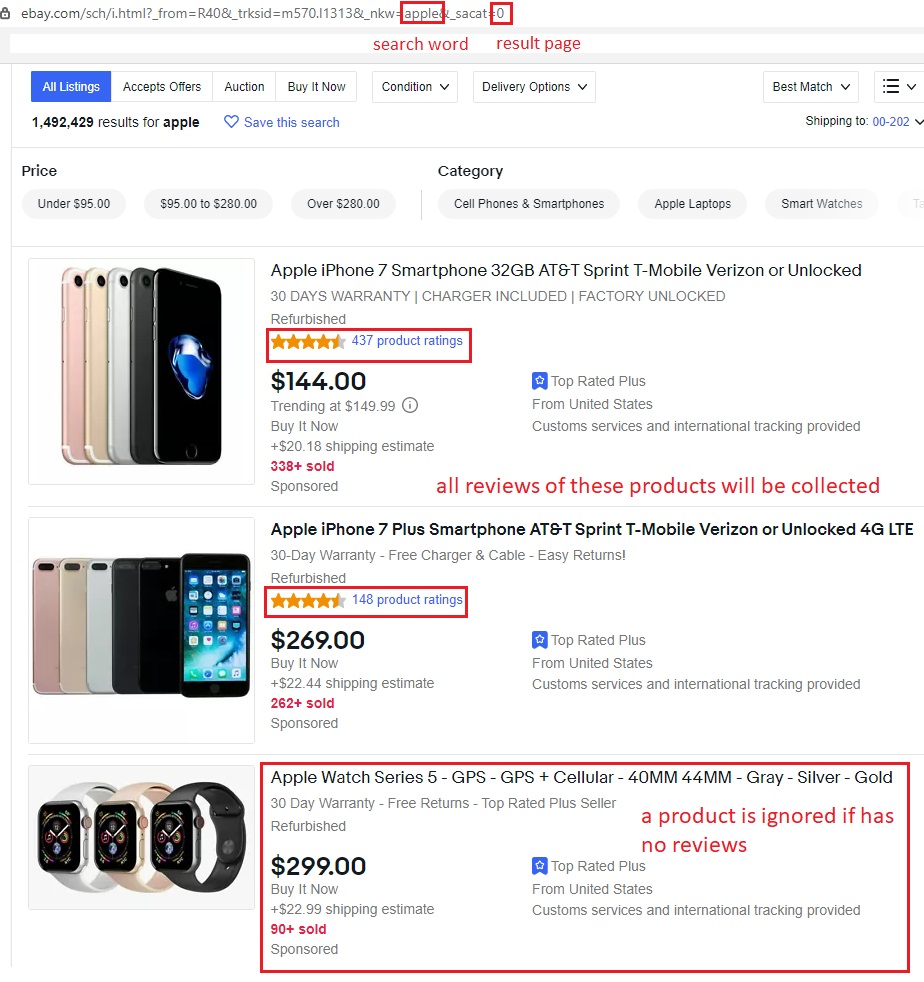 ebay.com/sch/i.html?_from=R40&_trksid=m570.l1313&_nkw=apple&_sacat=0
search word result page
All Listings Accepts Offers Auction Buy It Now Condition Delivery Options Best Match
1,492,429 results for apple Save this search Shipping to: 00-202
Price Category
Under $95.00 $95.00 to $280.00 Over $280.00 Cell Phones & Smartphones Apple Laptops Smart Watches Ta
Apple iPhone 7 Smartphone 32GB AT&T Sprint T-Mobile Verizon or Unlocked
30 DAYS WARRANTY | CHARGER INCLUDED | FACTORY UNLOCKED
Refurbished
437 product ratings
$144.00 Top Rated Plus
Trending at $149.99 From United States
Buy It Now Customs services and international tracking provided
+$20.18 shipping estimate
338+ sold
Sponsored
all reviews of these products will be collected
Apple iPhone 7 Plus Smartphone AT&T Sprint T-Mobile Verizon or Unlocked 4G LTE
30-Day Warranty - Free Charger & Cable - Easy Returns!
Refurbished
148 product ratings
$269.00 Top Rated Plus
Buy It Now From United States
+$22.44 shipping estimate Customs services and international tracking provided
262+ sold
Sponsored
Apple Watch Series 5 - GPS - GPS + Cellular - 40MM 44MM - Gray - Silver - Gold
30 Day Warranty - Free Returns - Top Rated Plus Seller
Refurbished
a product is ignored if has
no reviews
$299.00 Top Rated Plus
Buy It Now From United States
+$22.99 shipping estimate Customs services and international tracking provided
90+ sold
Sponsored